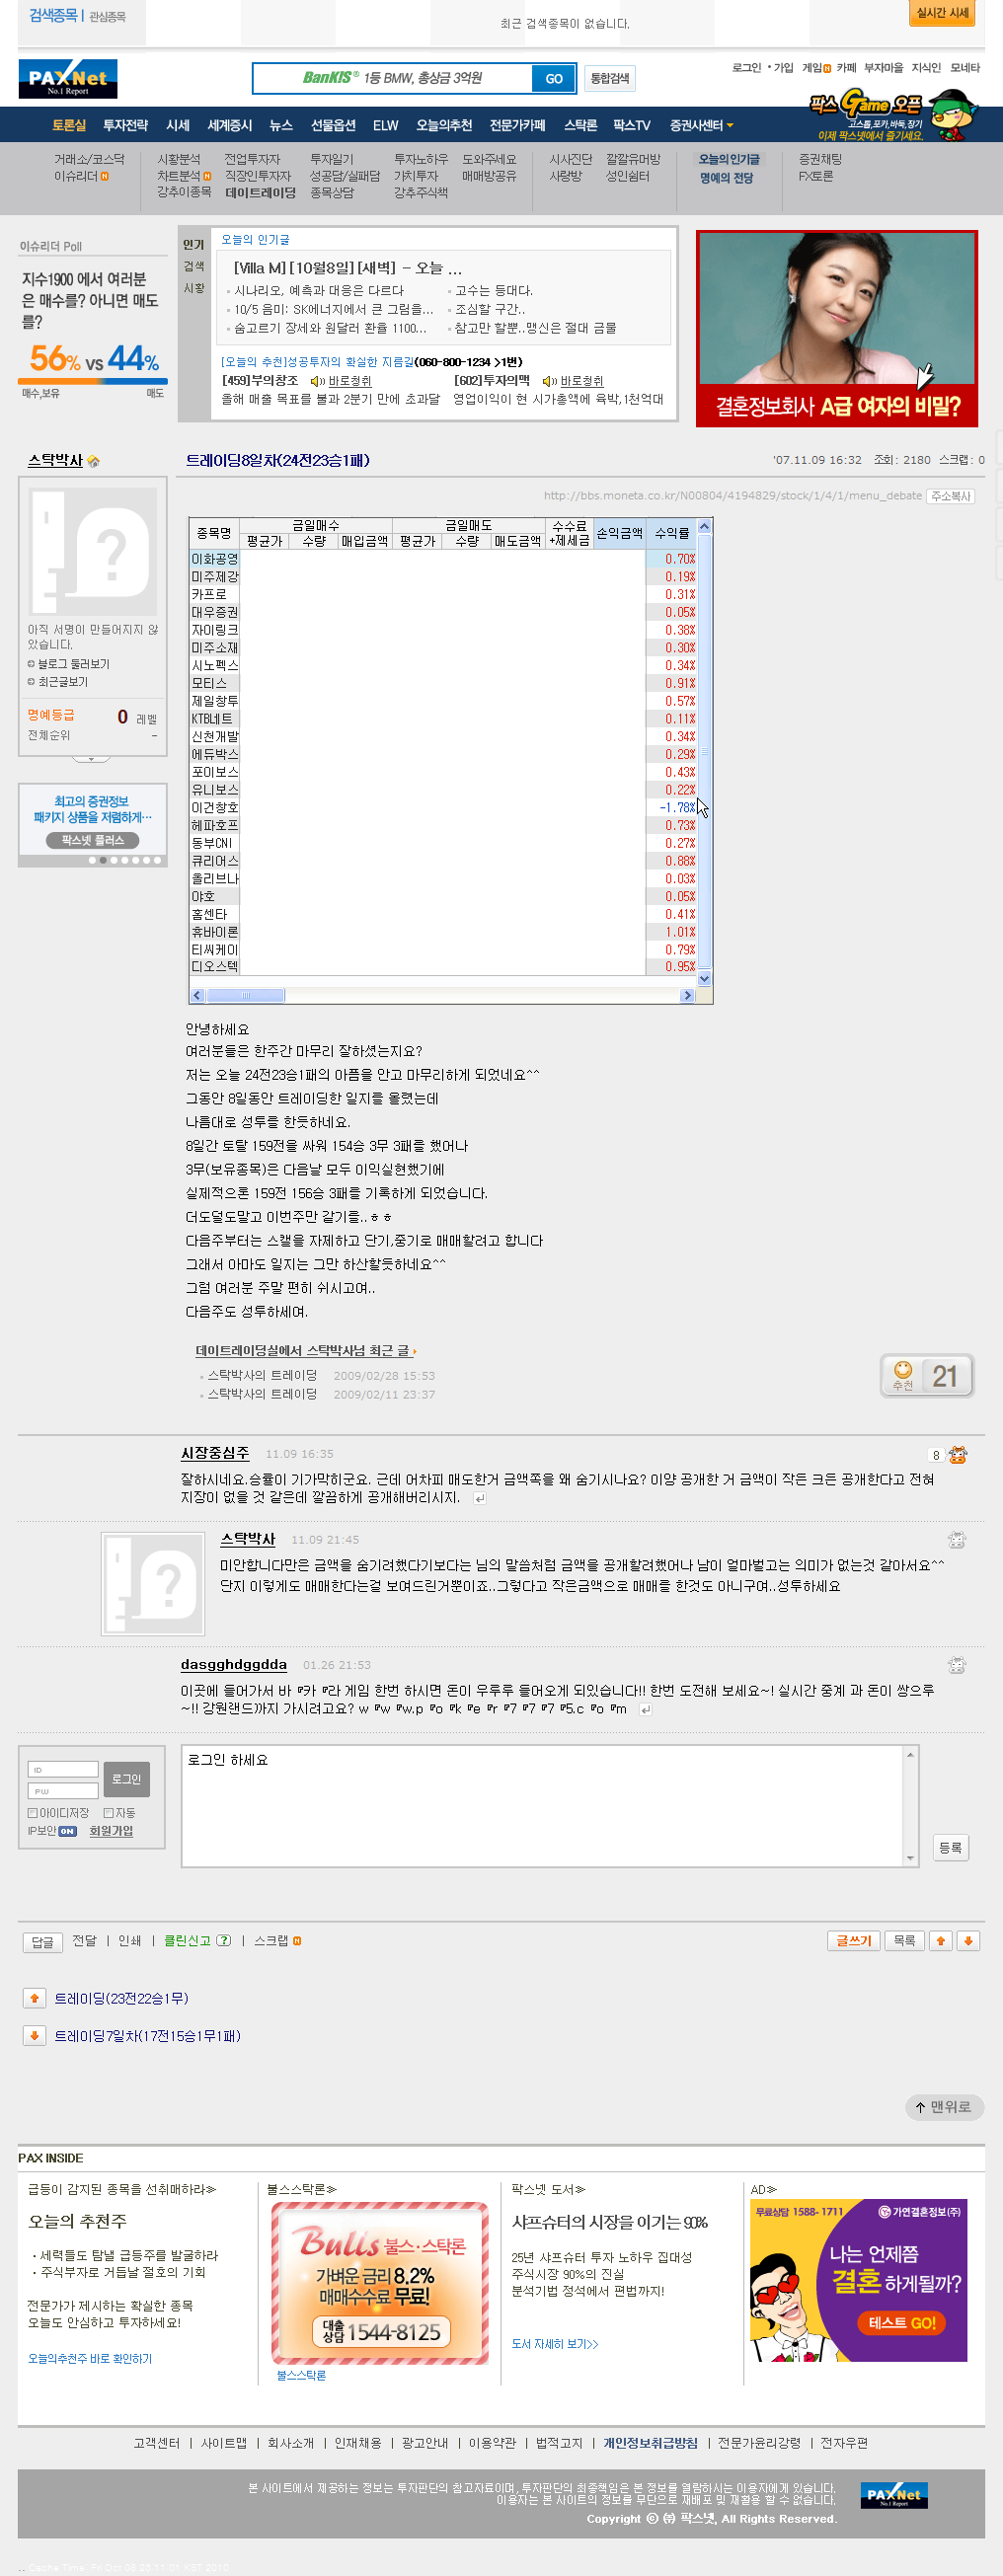 검색종목 | 관심종목
최근 검색종목이 없습니다.
실시간 시세
PAXNet
No.1 Report
BanKIS® 1등 BMW, 총상금 3억원
GO
통합검색
로그인 • 가입 게임 N 카페 부자마을 지식인 모네타
팍스 Game 오픈
고스톱,포카,바둑,장기
이제 팍스넷에서 즐기세요.
토론실 투자전략 시세 세계증시 뉴스 선물옵션 ELW 오늘의추천 전문가카페 스탁론 팍스TV 증권사센터
거래소/코스닥 시황분석 전업투자자 투자일기 투자노하우 도와주세요 시사진단 깔깔유머방 오늘의 인기글 증권채팅
이슈리더 N 차트분석 N 직장인투자자 성공담/실패담 가치투자 매매방공유 사랑방 성인쉼터 명예의 전당 FX토론
강추이종목 데이트레이딩 종목상담 강추주식책
이슈리더 Poll
지수1900 에서 여러분
은 매수를? 아니면 매도
를?
56% vs 44%
매수,보유 매도
인기
검색
시황
오늘의 인기글
[Villa M][10월8일][새벽] - 오늘 ...
시나리오, 예측과 대응은 다르다
고수는 등대다.
10/5 음미: SK에너지에서 큰 그림을...
조심할 구간..
숨고르기 장세와 원달러 환율 1100...
참고만 할뿐..맹신은 절대 금물
[오늘의 추천]성공투자의 확실한 지름길(060-800-1234 >1번)
[459]부의창조 바로청취
[602]투자의맥 바로청취
올해 매출 목표를 불과 2분기 만에 초과달
영업이익이 현 시가총액에 육박,1천억대
결혼정보회사 A급 여자의 비밀?
스탁박사
트레이딩8일차(24전23승1패)
'07.11.09 16:32 조회: 2180 스크랩: 0
http://bbs.moneta.co.kr/N00804/4194829/stock/1/4/1/menu_debate 주소복사
아직 서명이 만들어지지 않
았습니다.
블로그 둘러보기
최근글보기
명예등급 0 레벨
전체순위 -
최고의 증권정보
패키지 상품을 저렴하게…
팍스넷 플러스
종목명 금일매수 금일매도 수수료 +제세금 손익금액 수익률
평균가 수량 매입금액 평균가 수량 매도금액
이화공영 0.70%
미주제강 0.19%
카프로 0.31%
대우증권 0.05%
자이링크 0.38%
미주소재 0.30%
시노펙스 0.34%
모티스 0.91%
제일창투 0.57%
KTB네트 0.11%
신천개발 0.34%
에듀박스 0.29%
포이보스 0.43%
유니보스 0.22%
이건창호 -1.78%
헤파호프 0.73%
동부CNI 0.27%
큐리어스 0.88%
올리브나 0.03%
야호 0.05%
홈센타 0.41%
휴바이론 1.01%
티씨케이 0.79%
디오스텍 0.95%
안녕하세요
여러분들은 한주간 마무리 잘하셨는지요?
저는 오늘 24전23승1패의 아픔을 안고 마무리하게 되었네요^^
그동안 8일동안 트레이딩한 일지를 올렸는데
나름대로 성투를 한듯하네요.
8일간 토탈 159전을 싸워 154승 3무 3패를 했어나
3무(보유종목)은 다음날 모두 이익실현했기에
실제적으론 159전 156승 3패를 기록하게 되었습니다.
더도덜도말고 이번주만 같기를..ㅎㅎ
다음주부터는 스캘을 자제하고 단기,중기로 매매할려고 합니다
그래서 아마도 일지는 그만 하산할듯하네요^^
그럼 여러분 주말 편히 쉬시고여..
다음주도 성투하세여.
데이트레이딩실에서 스탁박사님 최근 글
스탁박사의 트레이딩 2009/02/28 15:53
스탁박사의 트레이딩 2009/02/11 23:37
추천 21
시장중심주 11.09 16:35
8
잘하시네요.승률이 기가막히군요. 근데 어차피 매도한거 금액쪽을 왜 숨기시나요? 이양 공개한 거 금액이 작든 크든 공개한다고 전혀
지장이 없을 것 같은데 깔끔하게 공개해버리시지.
스탁박사 11.09 21:45
미안합니다만은 금액을 숨기려했다기보다는 님의 말씀처럼 금액을 공개할려했어나 남이 얼마벌고는 의미가 없는것 같아서요^^
단지 이렇게도 매매한다는걸 보여드린거뿐이죠..그렇다고 작은금액으로 매매를 한것도 아니구여..성투하세요
dasgghdggdda 01.26 21:53
이곳에 들어가서 바『카『라 게임 한번 하시면 돈이 우루루 들어오게 되있습니다!! 한번 도전해 보세요~! 실시간 중계 과 돈이 쌍으루
~!! 강원랜드까지 가시려고요? w『w『w.p『o『k『e『r『7『7『7『5.c『o『m
ID
PW
로그인
아이디저장 자동
IP보안 ON 회원가입
로그인 하세요
등록
답글 전달 | 인쇄 | 클린신고 ? | 스크랩 N
글쓰기 목록
트레이딩(23전22승1무)
트레이딩7일차(17전15승1무1패)
맨위로
PAX INSIDE
급등이 감지된 종목을 선취매하라≫
오늘의 추천주
· 세력들도 탐낼 급등주를 발굴하라
· 주식부자로 거듭날 절호의 기회
전문가가 제시하는 확실한 종목
오늘도 안심하고 투자하세요!
오늘의추천주 바로 확인하기
불스스탁론≫
Bulls 불스·스탁론
가벼운 금리 8.2%
매매수수료 무료!
대출상담 1544-8125
불스스탁론
팍스넷 도서≫
샤프슈터의 시장을 이기는 90%
25년 샤프슈터 투자 노하우 집대성
주식시장 90%의 진실
분석기법 정석에서 편법까지!
도서 자세히 보기>>
AD≫
무료상담 1588-1711 가연결혼정보(주)
나는 언제쯤
결혼하게될까?
테스트 GO!
고객센터 | 사이트맵 | 회사소개 | 인재채용 | 광고안내 | 이용약관 | 법적고지 | 개인정보취급방침 | 전문가윤리강령 | 전자우편
본 사이트에서 제공하는 정보는 투자판단의 참고자료이며, 투자판단의 최종책임은 본 정보를 열람하시는 이용자에게 있습니다.
이용자는 본 사이트의 정보를 무단으로 재배포 및 재활용 할 수 없습니다.
Copyright ⓒ ㈜ 팍스넷, All Rights Reserved.
PAXNet
No.1 Report